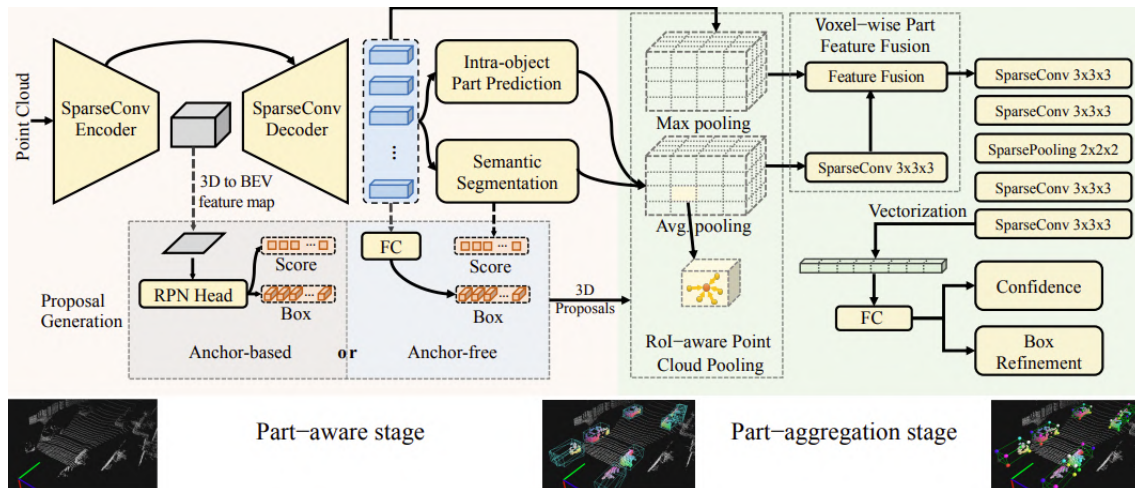 Point Cloud
SparseConv
Encoder
SparseConv
Decoder
3D to BEV
feature map
Intra-object
Part Prediction
Semantic
Segmentation
Proposal
Generation
RPN Head
Score
Box
Anchor-based
or
FC
Score
Box
Anchor-free
3D
Proposals
Max pooling
Avg. pooling
RoI-aware Point
Cloud Pooling
Voxel-wise Part
Feature Fusion
Feature Fusion
SparseConv 3x3x3
SparseConv 3x3x3
SparseConv 3x3x3
SparsePooling 2x2x2
SparseConv 3x3x3
SparseConv 3x3x3
Vectorization
FC
Confidence
Box
Refinement
Part-aware stage
Part-aggregation stage